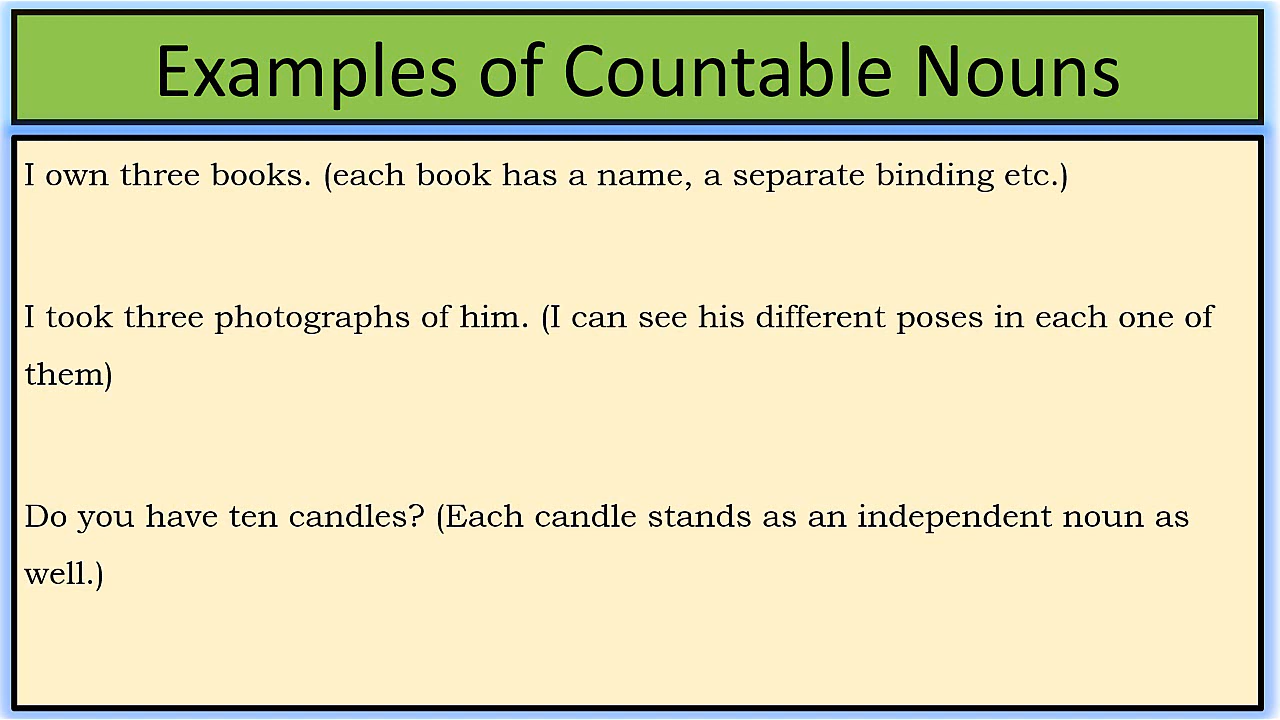 Examples of Countable Nouns
I own three books. (each book has a name, a separate binding etc.)
I took three photographs of him. (I can see his different poses in each one of
them)
Do you have ten candles? (Each candle stands as an independent noun as
well.)